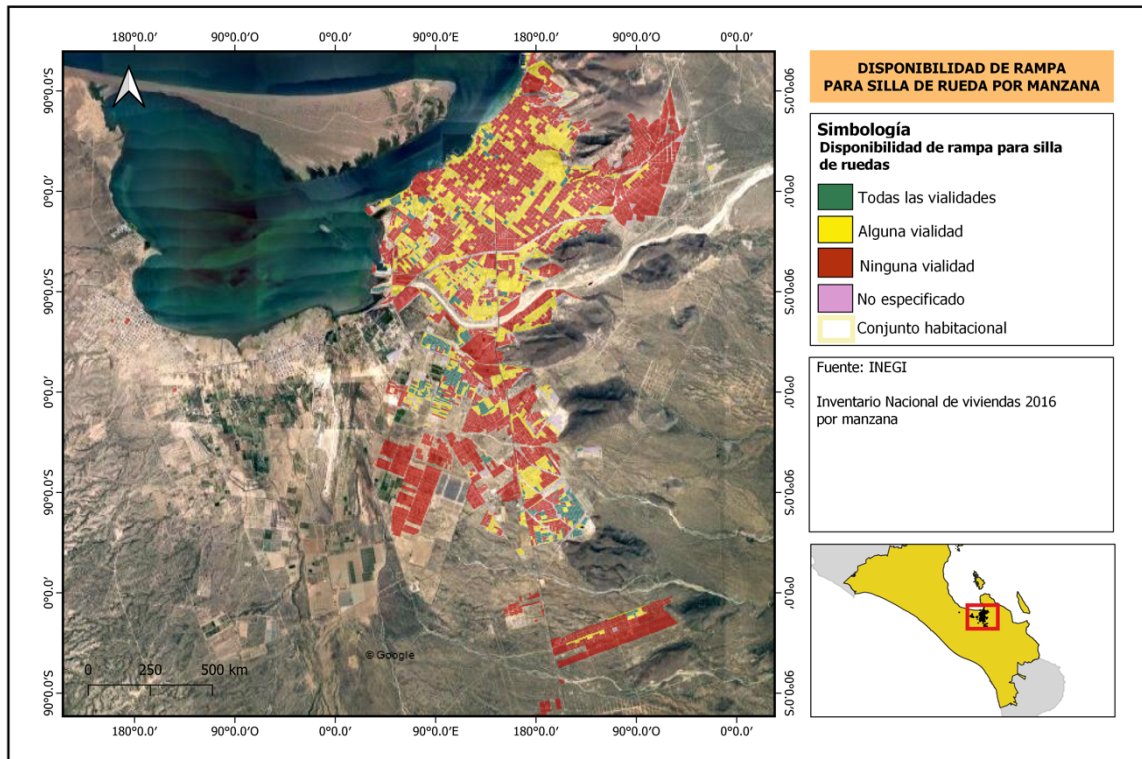 180°0.0'
90°0.0'O
0°0.0'
90°0.0'E
180°0.0'
90°0.0'O
0°0.0'
90°0.0'S
0°0.0'
90°0.0'S
0°0.0'
90°0.0'S
0°0.0'
90°0.0'S
90°0.0'S
0°0.0'
90°0.0'S
0°0.0'
90°0.0'S
0°0.0'
90°0.0'S
0
250
500 km
© Google
180°0.0'
90°0.0'O
0°0.0'
90°0.0'E
180°0.0'
90°0.0'O
0°0.0'
DISPONIBILIDAD DE RAMPA
PARA SILLA DE RUEDA POR MANZANA
Simbología
Disponibilidad de rampa para silla
de ruedas
Todas las vialidades
Alguna vialidad
Ninguna vialidad
No especificado
Conjunto habitacional
Fuente: INEGI
Inventario Nacional de viviendas 2016
por manzana